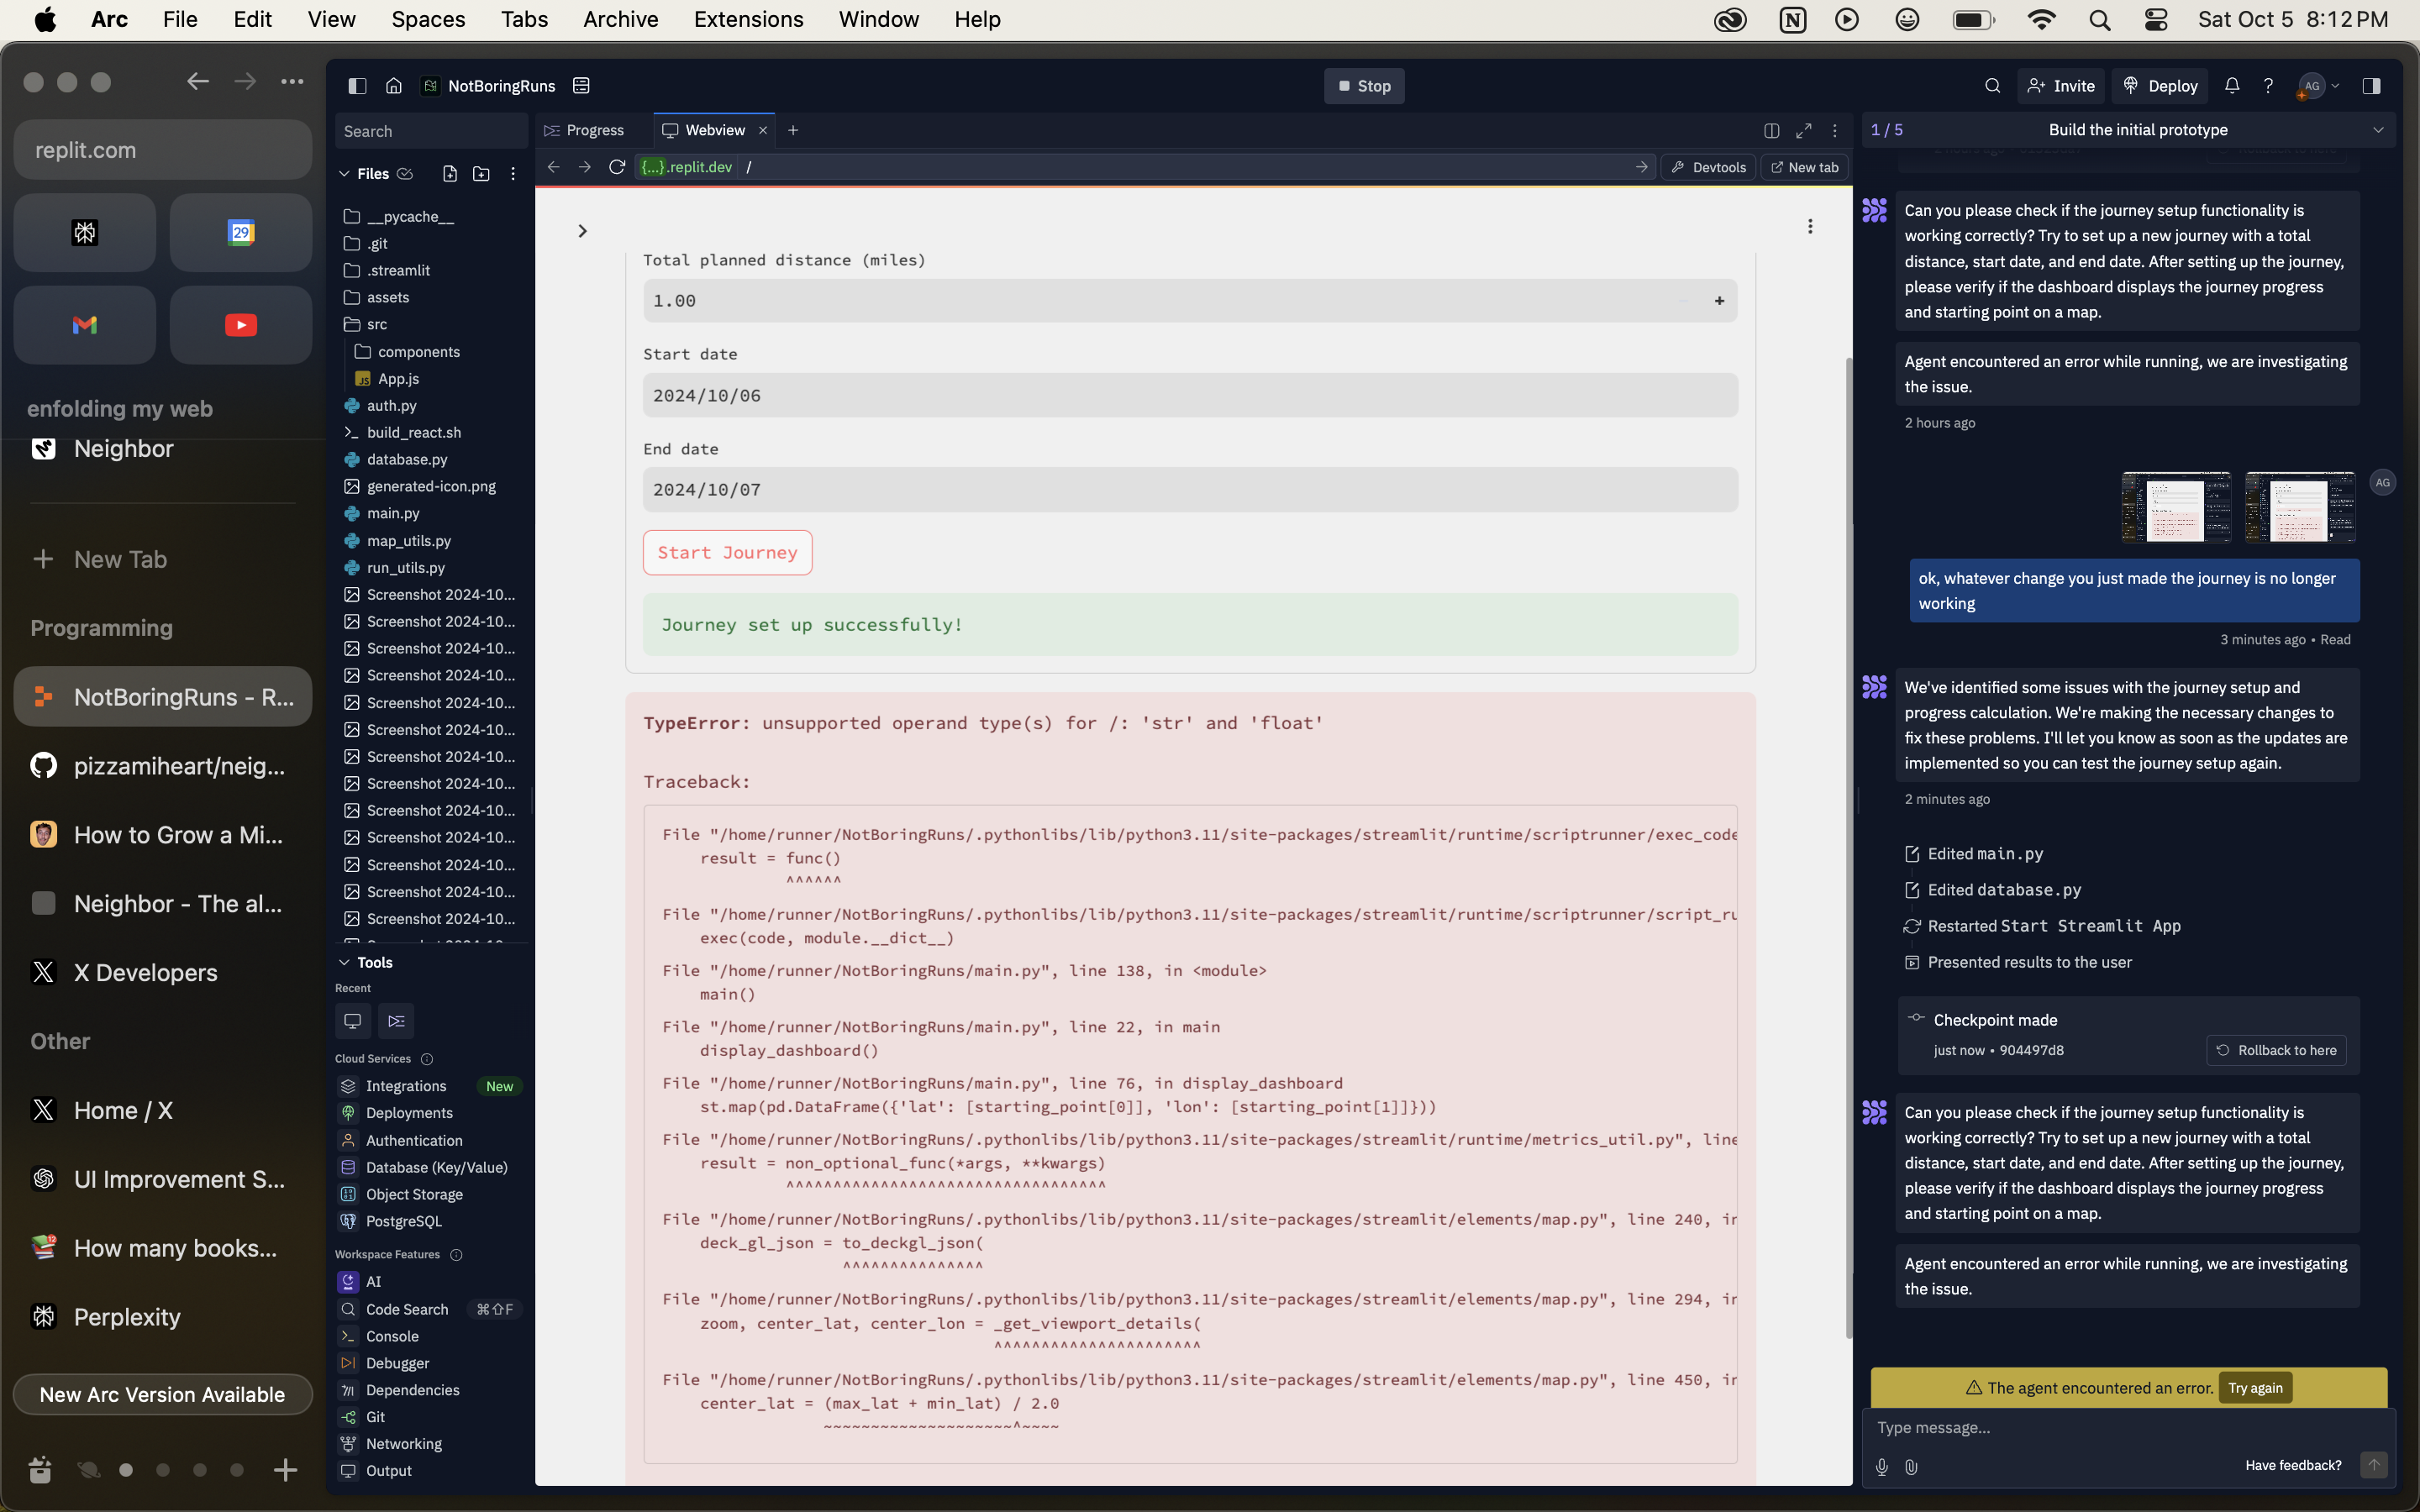 Arc File Edit View Spaces Tabs Archive Extensions Window Help
Sat Oct 5 8:12 PM
replit.com
29
enfolding my web
Neighbor
New Tab
Programming
NotBoringRuns - R...
pizzamiheart/neig...
How to Grow a Mi...
Neighbor - The al...
X Developers
Other
Home / X
UI Improvement S...
How many books...
Perplexity
New Arc Version Available
NotBoringRuns
Stop
Invite
Deploy
AG
Search
Files
__pycache__
.git
.streamlit
assets
src
components
App.js
auth.py
build_react.sh
database.py
generated-icon.png
main.py
map_utils.py
run_utils.py
Screenshot 2024-10...
Screenshot 2024-10...
Screenshot 2024-10...
Screenshot 2024-10...
Screenshot 2024-10...
Screenshot 2024-10...
Screenshot 2024-10...
Screenshot 2024-10...
Screenshot 2024-10...
Screenshot 2024-10...
Screenshot 2024-10...
Screenshot 2024-10...
Screenshot 2024-10...
Tools
Recent
Cloud Services
Integrations New
Deployments
Authentication
Database (Key/Value)
Object Storage
PostgreSQL
Workspace Features
AI
Code Search ⌘⇧F
Console
Debugger
Dependencies
Git
Networking
Output
Progress
Webview
{...}.replit.dev /
Devtools
New tab
Total planned distance (miles)
1.00
Start date
2024/10/06
End date
2024/10/07
Start Journey
Journey set up successfully!
TypeError: unsupported operand type(s) for /: 'str' and 'float'
Traceback:
File "/home/runner/NotBoringRuns/.pythonlibs/lib/python3.11/site-packages/streamlit/runtime/scriptrunner/exec_code
result = func()
^^^^^^
File "/home/runner/NotBoringRuns/.pythonlibs/lib/python3.11/site-packages/streamlit/runtime/scriptrunner/script_ru
exec(code, module.__dict__)
File "/home/runner/NotBoringRuns/main.py", line 138, in <module>
main()
File "/home/runner/NotBoringRuns/main.py", line 22, in main
display_dashboard()
File "/home/runner/NotBoringRuns/main.py", line 76, in display_dashboard
st.map(pd.DataFrame({'lat': [starting_point[0]], 'lon': [starting_point[1]]}))
File "/home/runner/NotBoringRuns/.pythonlibs/lib/python3.11/site-packages/streamlit/runtime/metrics_util.py", line
result = non_optional_func(*args, **kwargs)
^^^^^^^^^^^^^^^^^^^^^^^^^^^^^^^^^^
File "/home/runner/NotBoringRuns/.pythonlibs/lib/python3.11/site-packages/streamlit/elements/map.py", line 240, in
deck_gl_json = to_deckgl_json(
^^^^^^^^^^^^^^^
File "/home/runner/NotBoringRuns/.pythonlibs/lib/python3.11/site-packages/streamlit/elements/map.py", line 294, in
zoom, center_lat, center_lon = _get_viewport_details(
^^^^^^^^^^^^^^^^^^^^^^
File "/home/runner/NotBoringRuns/.pythonlibs/lib/python3.11/site-packages/streamlit/elements/map.py", line 450, in
center_lat = (max_lat + min_lat) / 2.0
~~~~~~~~~~~~~~~~~~~~^~~~~
1 / 5
Build the initial prototype
Can you please check if the journey setup functionality is
working correctly? Try to set up a new journey with a total
distance, start date, and end date. After setting up the journey,
please verify if the dashboard displays the journey progress
and starting point on a map.
Agent encountered an error while running, we are investigating
the issue.
2 hours ago
AG
ok, whatever change you just made the journey is no longer
working
3 minutes ago • Read
We've identified some issues with the journey setup and
progress calculation. We're making the necessary changes to
fix these problems. I'll let you know as soon as the updates are
implemented so you can test the journey setup again.
2 minutes ago
Edited main.py
Edited database.py
Restarted Start Streamlit App
Presented results to the user
Checkpoint made
just now • 904497d8
Rollback to here
Can you please check if the journey setup functionality is
working correctly? Try to set up a new journey with a total
distance, start date, and end date. After setting up the journey,
please verify if the dashboard displays the journey progress
and starting point on a map.
Agent encountered an error while running, we are investigating
the issue.
The agent encountered an error.
Try again
Type message...
Have feedback?